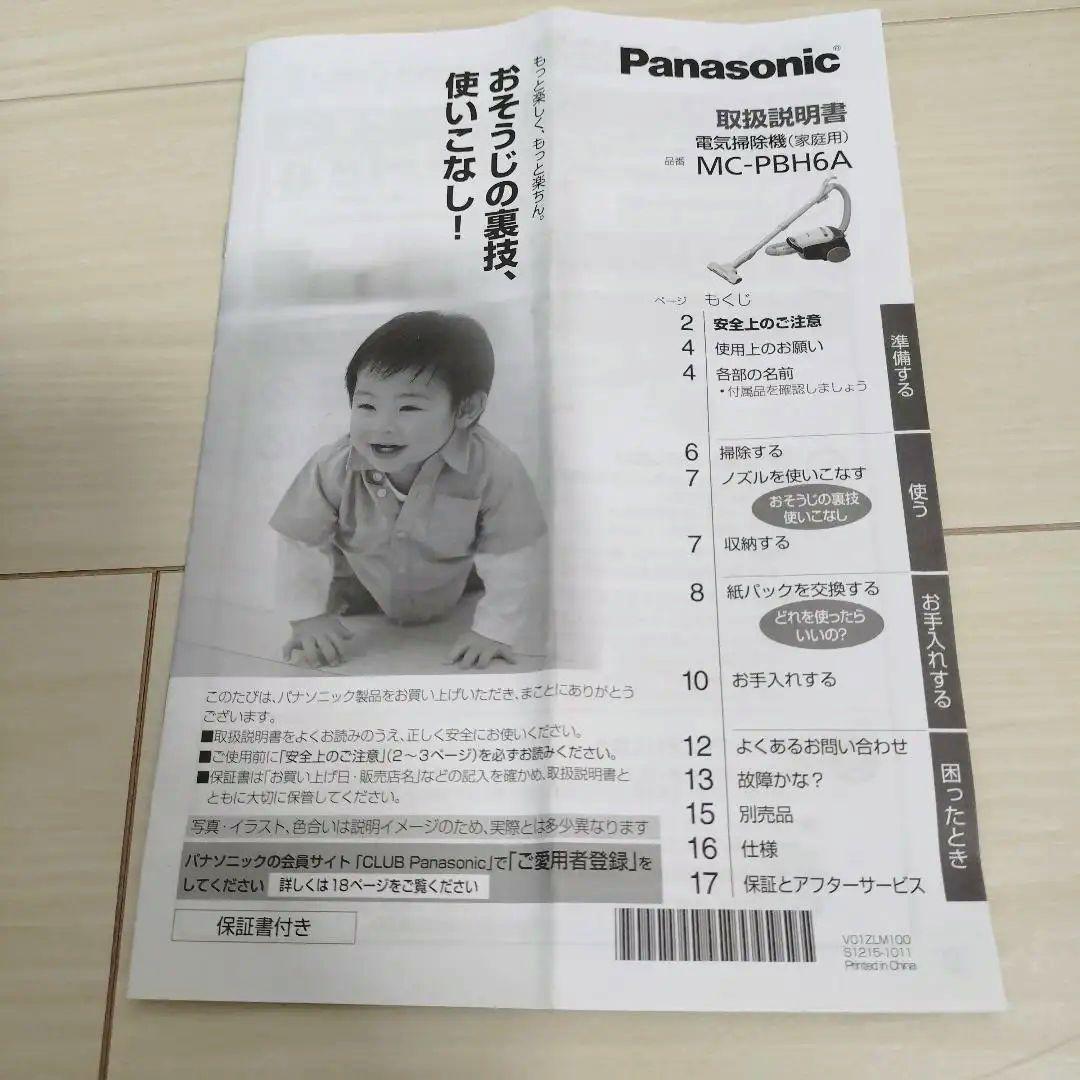 Panasonic®
取扱説明書
電気掃除機(家庭用)
品番 MC-PBH6A
もっと楽しく、もっと楽ちん。
おそうじの裏技、
使いこなし!
ページ もくじ
2 安全上のご注意
4 使用上のお願い
4 各部の名前
・付属品を確認しましょう
準備する
6 掃除する
7 ノズルを使いこなす
おそうじの裏技
使いこなし
7 収納する
使う
8 紙パックを交換する
どれを使ったら
いいの?
10 お手入れする
お手入れする
12 よくあるお問い合わせ
13 故障かな?
15 別売品
16 仕様
17 保証とアフターサービス
困ったとき
このたびは、パナソニック製品をお買い上げいただき、まことにありがとう
ございます。
■取扱説明書をよくお読みのうえ、正しく安全にお使いください。
■ご使用前に「安全上のご注意」(2～3ページ)を必ずお読みください。
■保証書は「お買い上げ日・販売店名」などの記入を確かめ、取扱説明書と
ともに大切に保管してください。
写真・イラスト、色合いは説明イメージのため、実際とは多少異なります
パナソニックの会員サイト「CLUB Panasonic」で「ご愛用者登録」を
してください 詳しくは18ページをご覧ください
保証書付き
V01ZLM100
S1215-1011
Printed in China